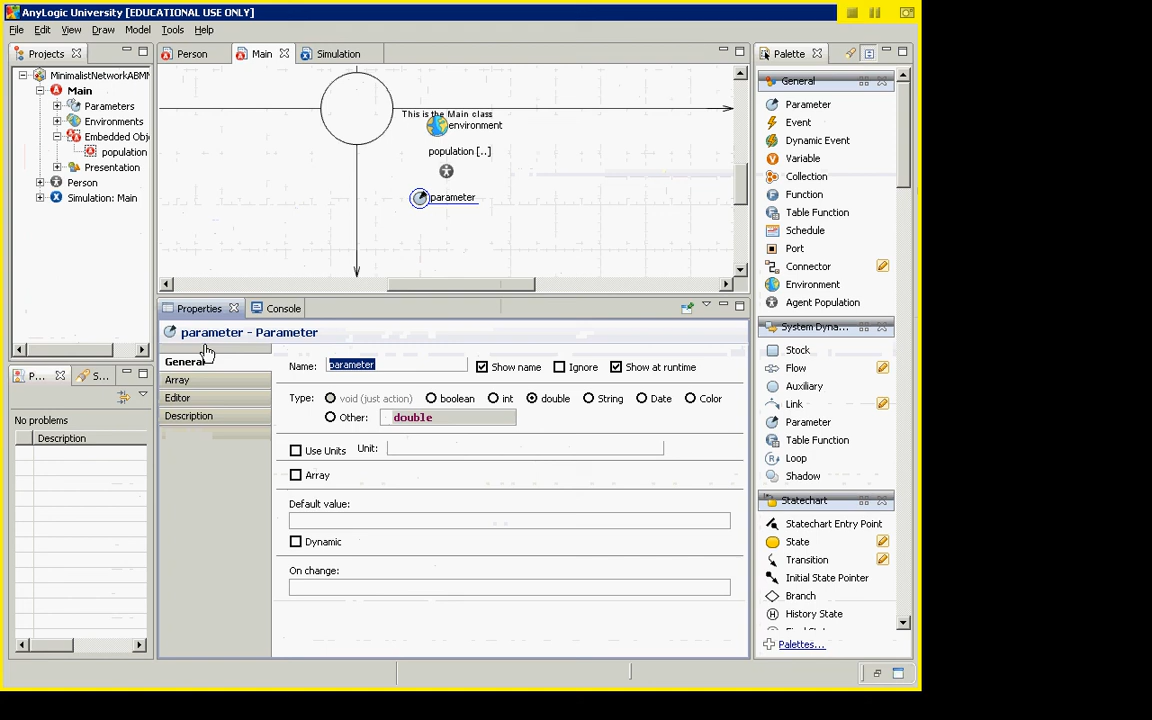 AnyLogic University [EDUCATIONAL USE ONLY]
File Edit View Draw Model Tools Help
Projects
MinimalistNetworkABMM
Main
Parameters
Environments
Embedded Obj
population
Presentation
Person
Simulation: Main
P... S...
No problems
Description
Person Main Simulation
This is the Main class
environment
population [..]
parameter
Properties Console
parameter - Parameter
General
Array
Editor
Description
Name: parameter Show name Ignore Show at runtime
Type: void (just action) boolean int double String Date Color
Other: double
Use Units Unit:
Array
Default value:
Dynamic
On change:
Palette
General
Parameter
Event
Dynamic Event
Variable
Collection
Function
Table Function
Schedule
Port
Connector
Environment
Agent Population
System Dyna...
Stock
Flow
Auxiliary
Link
Parameter
Table Function
Loop
Shadow
Statechart
Statechart Entry Point
State
Transition
Initial State Pointer
Branch
History State
Palettes...